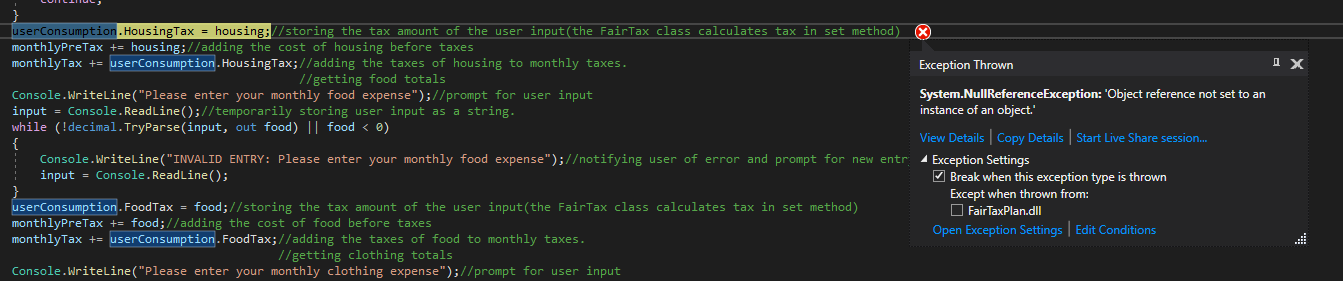 continue;
}
userConsumption.HousingTax = housing;//storing the tax amount of the user input(the FairTax class calculates tax in set method)
monthlyPreTax += housing;//adding the cost of housing before taxes
monthlyTax += userConsumption.HousingTax;//adding the taxes of housing to monthly taxes.
//getting food totals
Console.WriteLine("Please enter your monthly food expense");//prompt for user input
input = Console.ReadLine();//temporarily storing user input as a string.
while (!decimal.TryParse(input, out food) || food < 0)
{
Console.WriteLine("INVALID ENTRY: Please enter your monthly food expense");//notifying user of error and prompt for new entry
input = Console.ReadLine();
}
userConsumption.FoodTax = food;//storing the tax amount of the user input(the FairTax class calculates tax in set method)
monthlyPreTax += food;//adding the cost of food before taxes
monthlyTax += userConsumption.FoodTax;//adding the taxes of food to monthly taxes.
//getting clothing totals
Console.WriteLine("Please enter your monthly clothing expense");//prompt for user input
Exception Thrown
System.NullReferenceException: 'Object reference not set to an
instance of an object.'
View Details | Copy Details | Start Live Share session...
Exception Settings
Break when this exception type is thrown
Except when thrown from:
FairTaxPlan.dll
Open Exception Settings | Edit Conditions